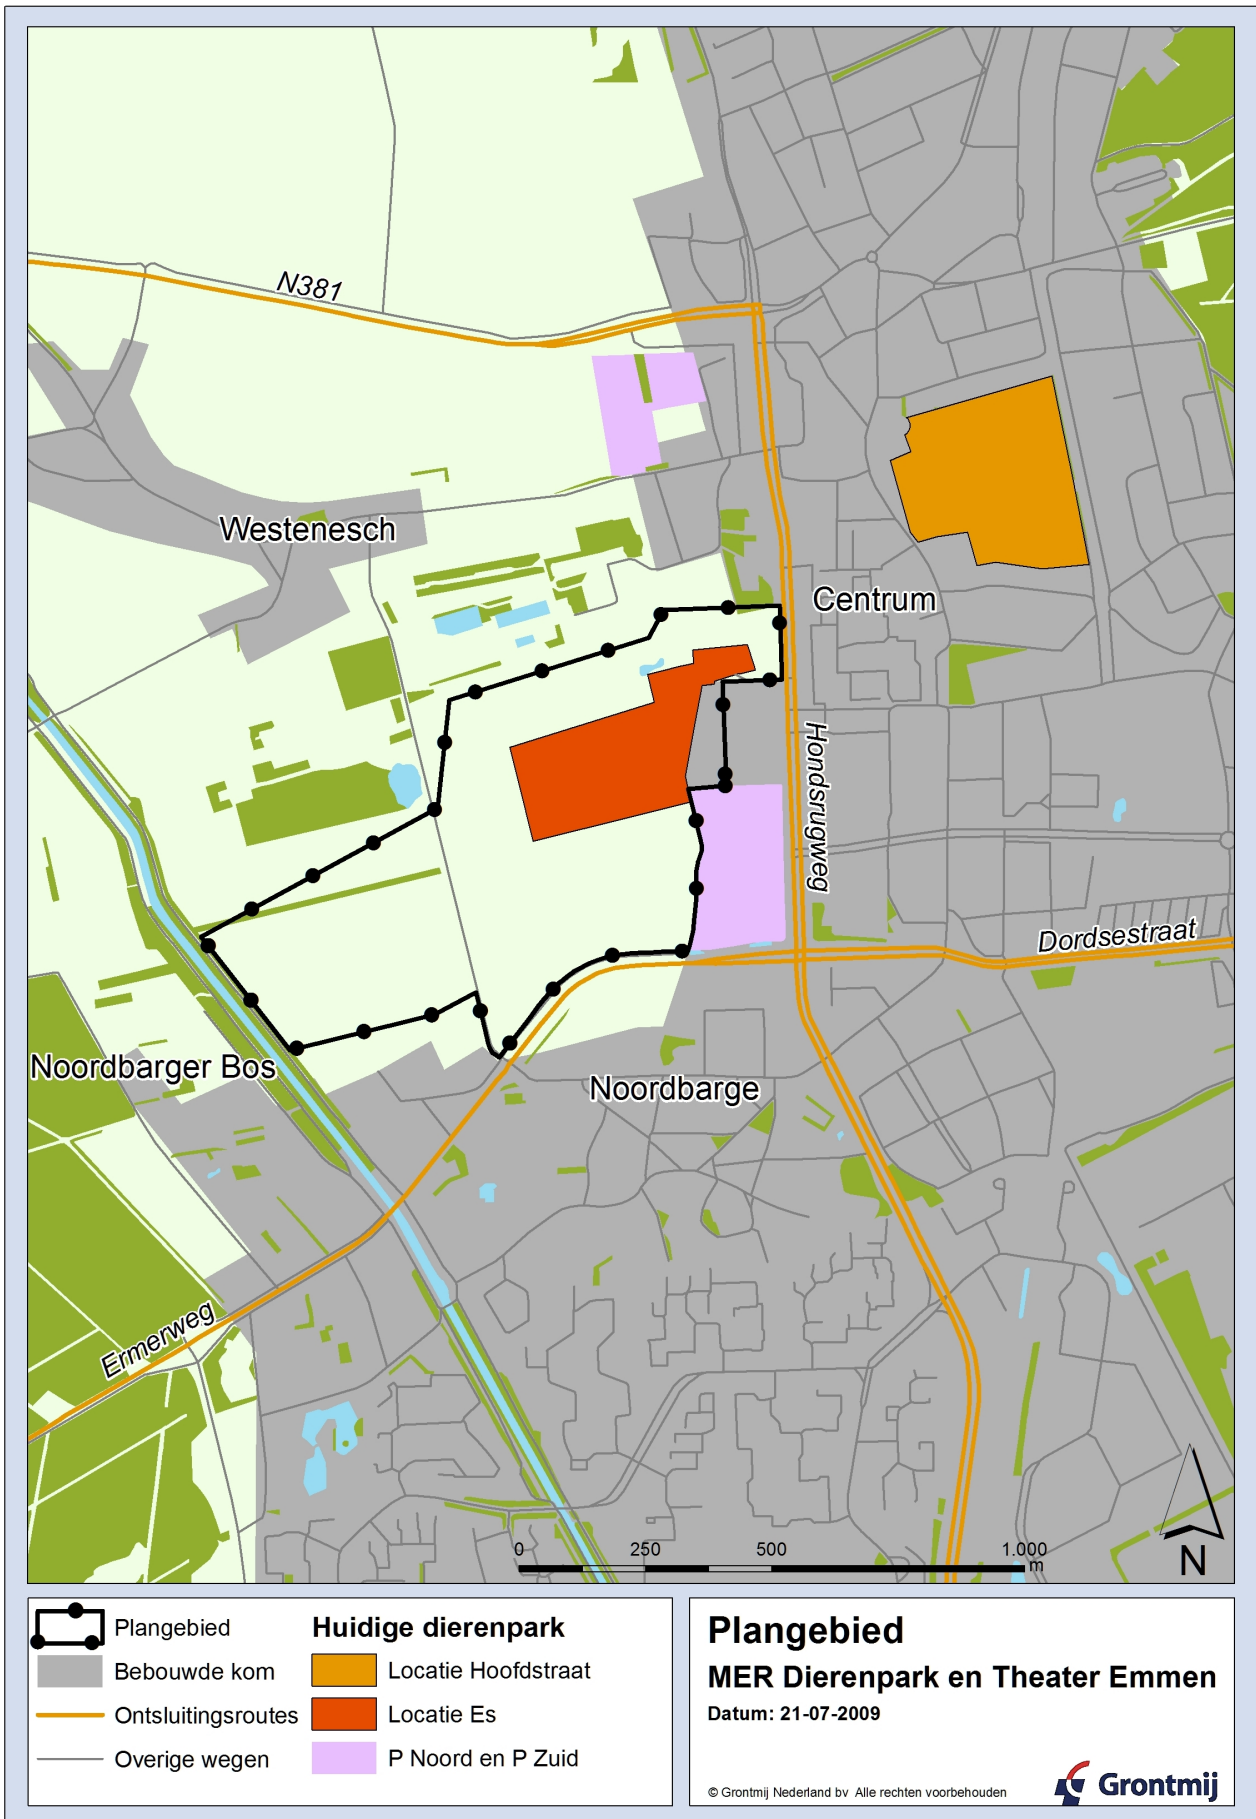 N381
Westenesch
Centrum
Hondsrugweg
Dordsestraat
Noordbarger Bos
Noordbarge
Ermerweg
0 250 500 1.000
m
N
Plangebied
Bebouwde kom
Ontsluitingsroutes
Overige wegen
Huidige dierenpark
Locatie Hoofdstraat
Locatie Es
P Noord en P Zuid
Plangebied
MER Dierenpark en Theater Emmen
Datum: 21-07-2009
© Grontmij Nederland bv Alle rechten voorbehouden
Grontmij